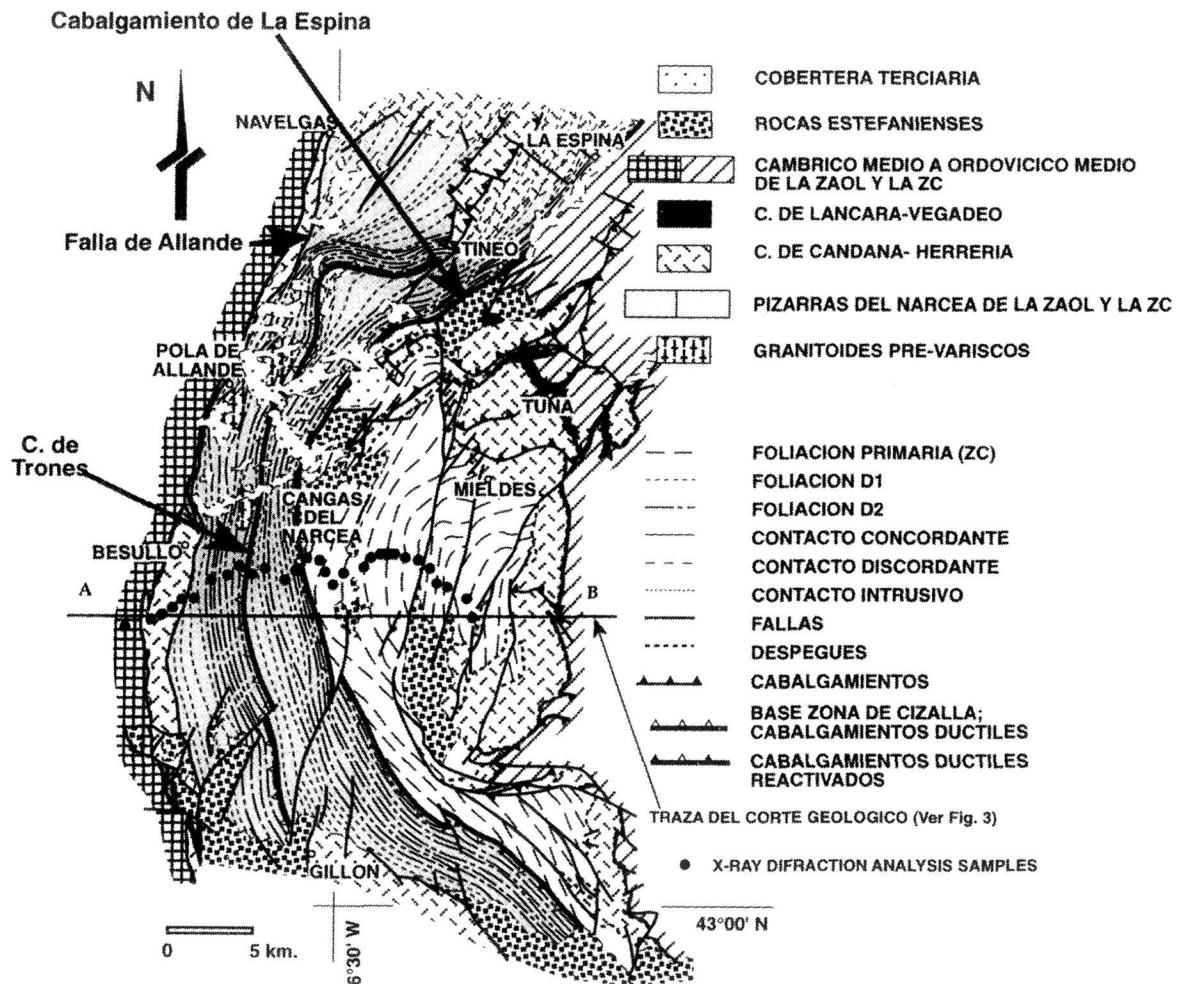 Cabalgamiento de La Espina
N
NAVELGAS
LA ESPINA
Falla de Allande
TINEO
POLA DE
ALLANDE
TUÑA
C. de
Trones
CANGAS
DEL
NARCEA
MIELDES
BESULLO
A
B
GILLON
0
5 km.
6°30' W
43°00' N
COBERTERA TERCIARIA
ROCAS ESTEFANIENSES
CAMBRICO MEDIO A ORDOVICICO MEDIO
DE LA ZAOL Y LA ZC
C. DE LANCARA-VEGADEO
C. DE CANDANA- HERRERIA
PIZARRAS DEL NARCEA DE LA ZAOL Y LA ZC
GRANITOIDES PRE-VARISCOS
FOLIACION PRIMARIA (ZC)
FOLIACION D1
FOLIACION D2
CONTACTO CONCORDANTE
CONTACTO DISCORDANTE
CONTACTO INTRUSIVO
FALLAS
DESPEGUES
CABALGAMIENTOS
BASE ZONA DE CIZALLA;
CABALGAMIENTOS DUCTILES
CABALGAMIENTOS DUCTILES
REACTIVADOS
TRAZA DEL CORTE GEOLOGICO (Ver Fig. 3)
X-RAY DIFRACTION ANALYSIS SAMPLES